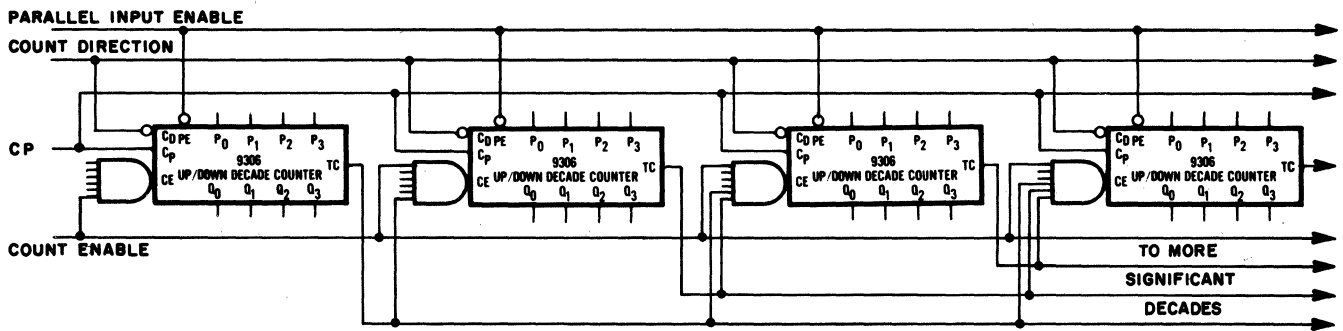 PARALLEL INPUT ENABLE
COUNT DIRECTION
CP
COUNT ENABLE
CD PE P0 P1 P2 P3
CP 9306 TC
CE UP/DOWN DECADE COUNTER
Q0 Q1 Q2 Q3
CD PE P0 P1 P2 P3
CP 9306 TC
CE UP/DOWN DECADE COUNTER
Q0 Q1 Q2 Q3
CD PE P0 P1 P2 P3
CP 9306 TC
CE UP/DOWN DECADE COUNTER
Q0 Q1 Q2 Q3
CD PE P0 P1 P2 P3
CP 9306 TC
CE UP/DOWN DECADE COUNTER
Q0 Q1 Q2 Q3
TO MORE
SIGNIFICANT
DECADES